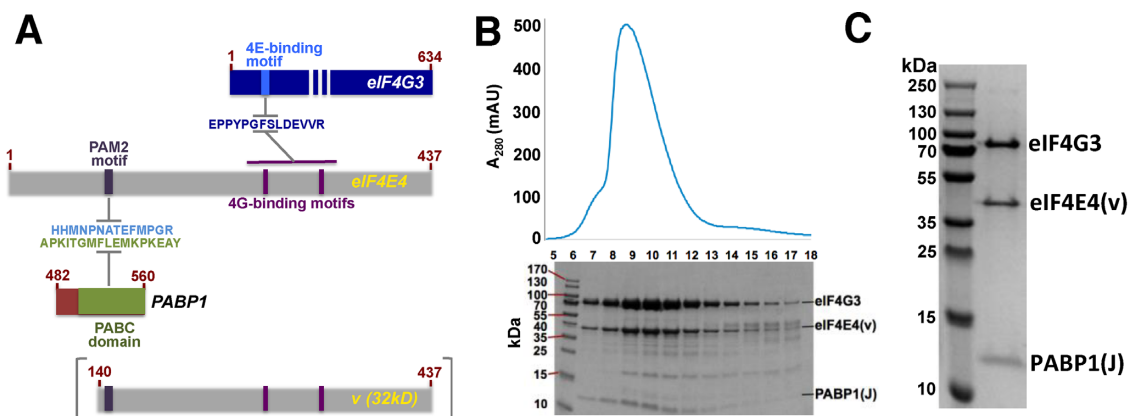 A
4E-binding
motif
1
634
eIF4G3
EPPYPGFSLDEVVR
PAM2
motif
1
437
eIF4E4
4G-binding motifs
HHMNPNATEFMPGR
APKITGMFLEMKPKEAY
482
560
PABP1
PABC
domain
140
437
v (32kD)
B
A280 (mAU)
500
400
300
200
100
0
5 6 7 8 9 10 11 12 13 14 15 16 17 18
kDa
170
130
100
70
55
40
35
25
15
10
eIF4G3
eIF4E4(v)
PABP1(J)
C
kDa
250
130
100
70
55
35
25
15
10
eIF4G3
eIF4E4(v)
PABP1(J)